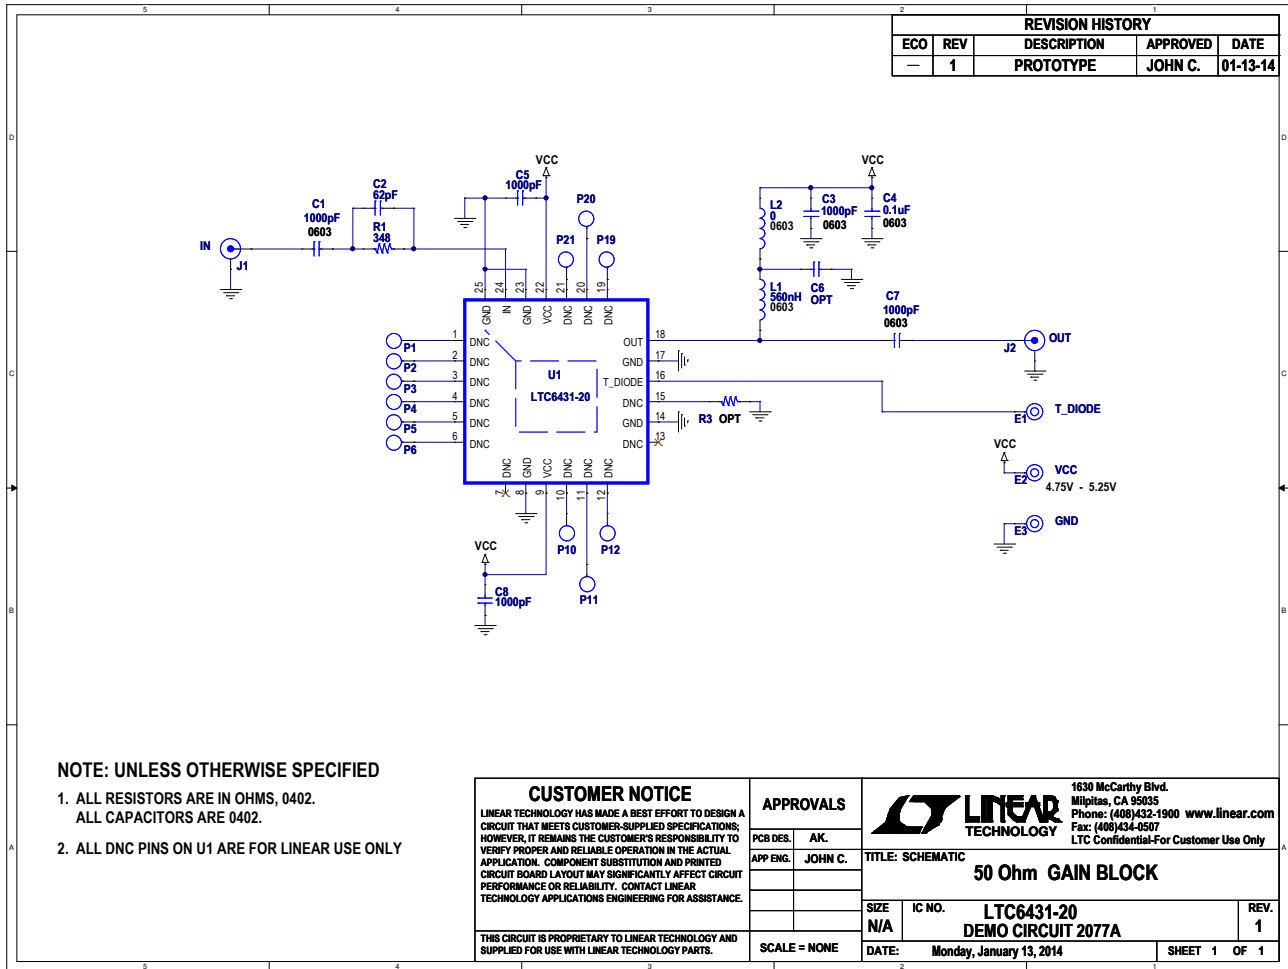 5 4 3 2 1
REVISION HISTORY
ECO REV DESCRIPTION APPROVED DATE
— 1 PROTOTYPE JOHN C. 01-13-14
D D
VCC
C5
1000pF
C2
62pF
C1
1000pF
0603
R1
348
IN
J1
P20
P21 P19
VCC
L2
0
0603
C3
1000pF
0603
C4
0.1uF
0603
L1
560nH
0603
C6
OPT
C7
1000pF
0603
J2
OUT
25 24 23 22 21 20 19
GND IN GND VCC DNC DNC DNC
P1 1 DNC
P2 2 DNC
P3 3 DNC
P4 4 DNC
P5 5 DNC
P6 6 DNC
U1
LTC6431-20
OUT 18
GND 17
T_DIODE 16
DNC 15
GND 14
DNC 13
R3 OPT
E1
T_DIODE
VCC
E2
VCC
4.75V - 5.25V
E3
GND
DNC GND VCC DNC DNC DNC
7 8 9 10 11 12
P10 P12
P11
VCC
C8
1000pF
C C
B B
A A
NOTE: UNLESS OTHERWISE SPECIFIED
1. ALL RESISTORS ARE IN OHMS, 0402.
ALL CAPACITORS ARE 0402.
2. ALL DNC PINS ON U1 ARE FOR LINEAR USE ONLY
CUSTOMER NOTICE
LINEAR TECHNOLOGY HAS MADE A BEST EFFORT TO DESIGN A
CIRCUIT THAT MEETS CUSTOMER-SUPPLIED SPECIFICATIONS;
HOWEVER, IT REMAINS THE CUSTOMER'S RESPONSIBILITY TO
VERIFY PROPER AND RELIABLE OPERATION IN THE ACTUAL
APPLICATION. COMPONENT SUBSTITUTION AND PRINTED
CIRCUIT BOARD LAYOUT MAY SIGNIFICANTLY AFFECT CIRCUIT
PERFORMANCE OR RELIABILITY. CONTACT LINEAR
TECHNOLOGY APPLICATIONS ENGINEERING FOR ASSISTANCE.
THIS CIRCUIT IS PROPRIETARY TO LINEAR TECHNOLOGY AND
SUPPLIED FOR USE WITH LINEAR TECHNOLOGY PARTS.
APPROVALS
PCB DES. AK.
APP ENG. JOHN C.
SCALE = NONE
LINEAR
TECHNOLOGY
1630 McCarthy Blvd.
Milpitas, CA 95035
Phone: (408)432-1900 www.linear.com
Fax: (408)434-0507
LTC Confidential-For Customer Use Only
TITLE: SCHEMATIC
50 Ohm GAIN BLOCK
SIZE
N/A
IC NO.
LTC6431-20
DEMO CIRCUIT 2077A
REV.
1
DATE: Monday, January 13, 2014
SHEET 1 OF 1
5 4 3 2 1